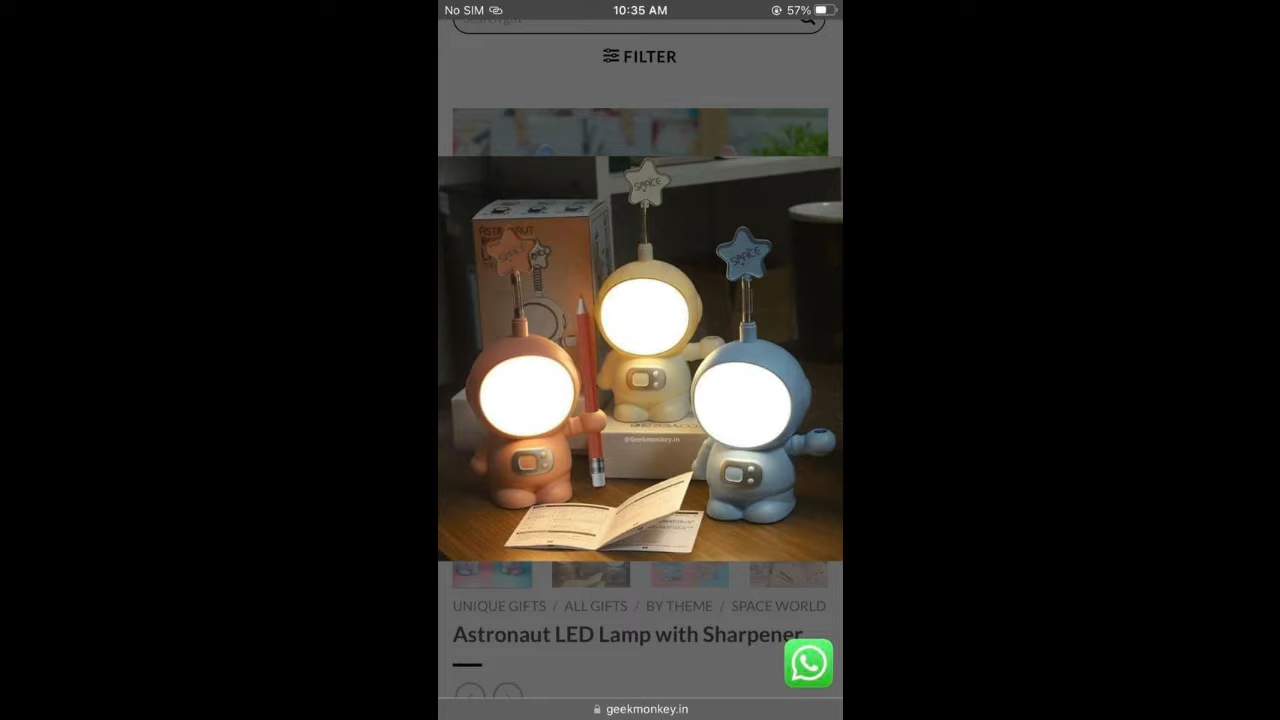 No SIM
10:35 AM
57%
FILTER
SPACE
SPACE
SPACE
@Geekmonkey.in
UNIQUE GIFTS / ALL GIFTS / BY THEME / SPACE WORLD
Astronaut LED Lamp with Sharpener
geekmonkey.in